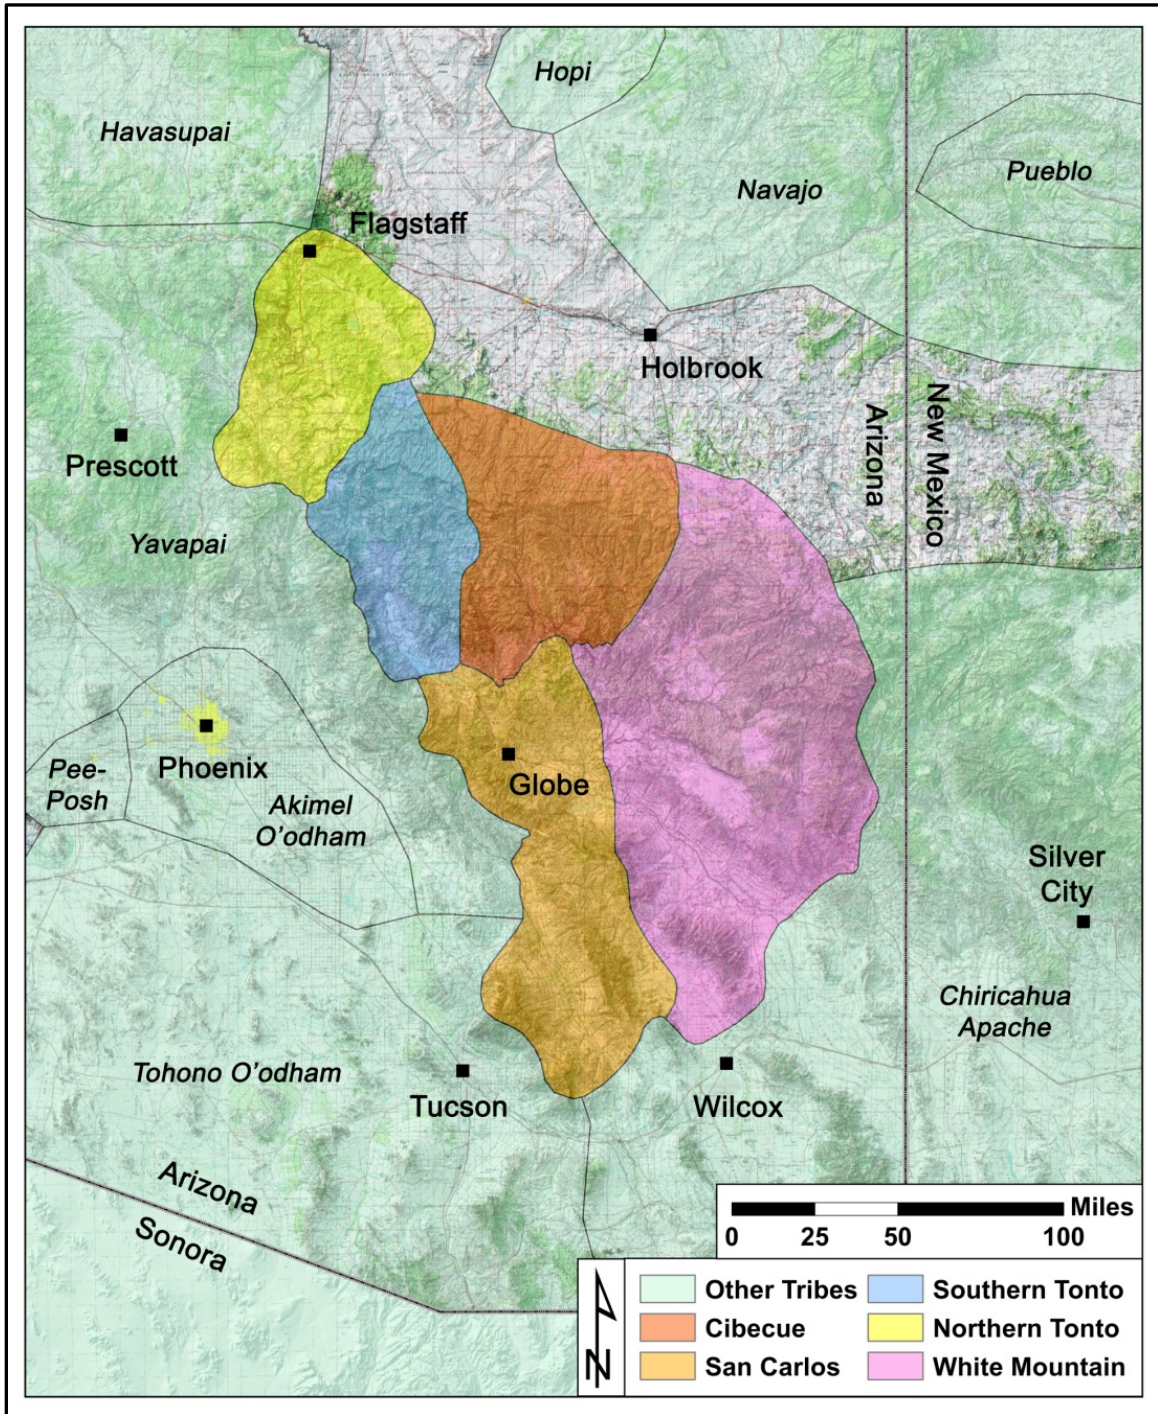 Hopi
Havasupai
Pueblo
Navajo
Flagstaff
Holbrook
Arizona
New Mexico
Prescott
Yavapai
Phoenix
Pee-
Posh
Akimel
O'odham
Globe
Silver
City
Chiricahua
Apache
Tohono O'odham
Tucson
Wilcox
Arizona
Sonora
Miles
0 25 50 100
N
Other Tribes
Cibecue
San Carlos
Southern Tonto
Northern Tonto
White Mountain